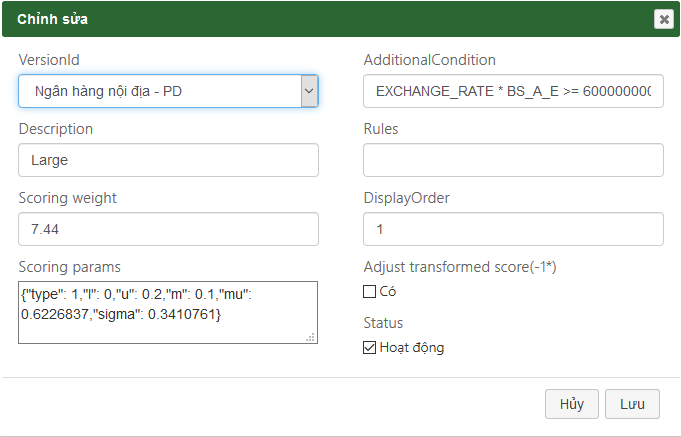 Chỉnh sửa
VersionId
Ngân hàng nội địa - PD
AdditionalCondition
EXCHANGE_RATE * BS_A_E >= 600000000
Description
Large
Rules
Scoring weight
7.44
DisplayOrder
1
Scoring params
{"type": 1,"l": 0,"u": 0.2,"m": 0.1,"mu":
0.6226837,"sigma": 0.3410761}
Adjust transformed score(-1*)
Có
Status
Hoạt động
Hủy
Lưu